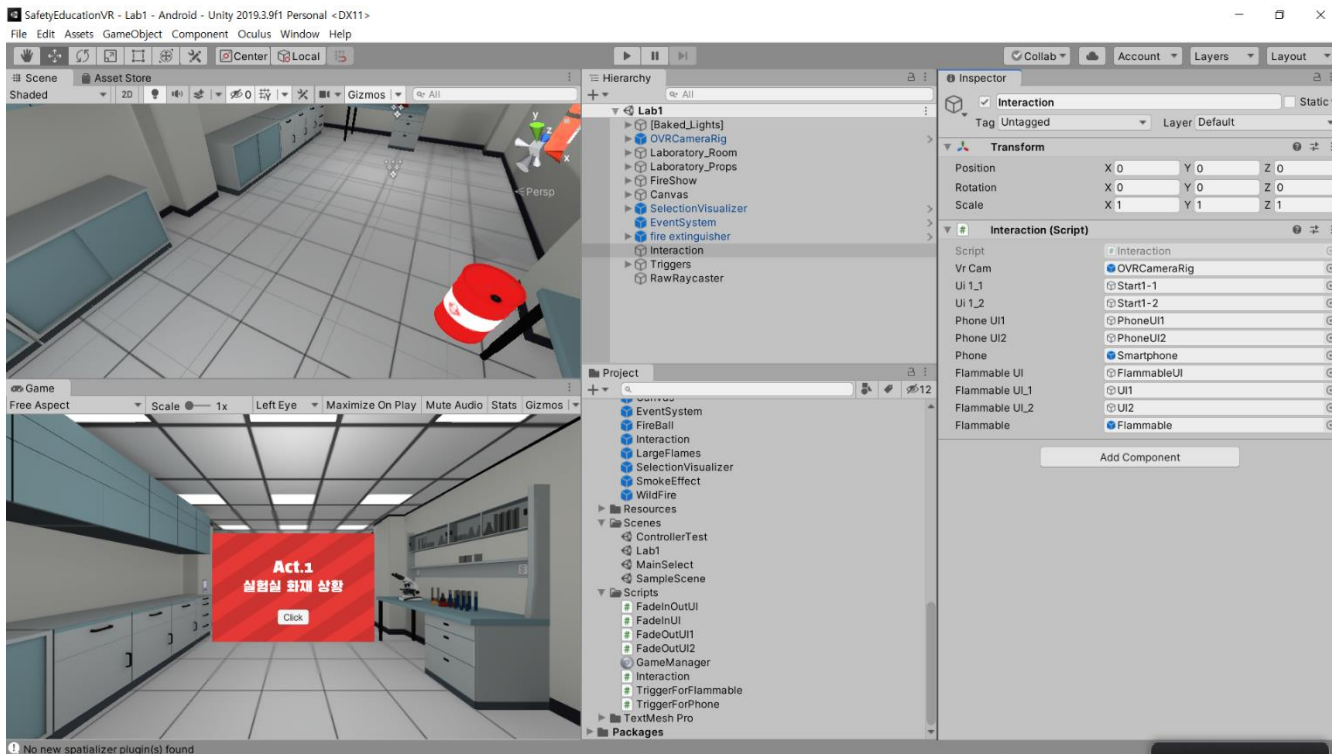 SafetyEducationVR - Lab1 - Android - Unity 2019.3.9f1 Personal <DX11>
File Edit Assets GameObject Component Oculus Window Help
Center Local
Collab Account Layers Layout
Scene Asset Store
Shaded 2D 0 Gizmos All
y
z
x
Persp
Game
Free Aspect Scale 1x Left Eye Maximize On Play Mute Audio Stats Gizmos
Act.1
실험실 화재 상황
Click
Hierarchy
All
Lab1
[Baked_Lights]
OVRCameraRig
Laboratory_Room
Laboratory_Props
FireShow
Canvas
SelectionVisualizer
EventSystem
fire extinguisher
Interaction
Triggers
RawRaycaster
Project
12
Canvas
EventSystem
FireBall
Interaction
LargeFlames
SelectionVisualizer
SmokeEffect
WildFire
Resources
Scenes
ControllerTest
Lab1
MainSelect
SampleScene
Scripts
FadeInOutUI
FadeInUI
FadeOutUI1
FadeOutUI2
GameManager
Interaction
TriggerForFlammable
TriggerForPhone
TextMesh Pro
Packages
Inspector
Interaction Static
Tag Untagged Layer Default
Transform
Position X 0 Y 0 Z 0
Rotation X 0 Y 0 Z 0
Scale X 1 Y 1 Z 1
# Interaction (Script)
Script # Interaction
Vr Cam OVRCameraRig
Ui 1_1 Start1-1
Ui 1_2 Start1-2
Phone UI1 PhoneUI1
Phone UI2 PhoneUI2
Phone Smartphone
Flammable UI FlammableUI
Flammable UI_1 UI1
Flammable UI_2 UI2
Flammable Flammable
Add Component
No new spatializer plugin(s) found